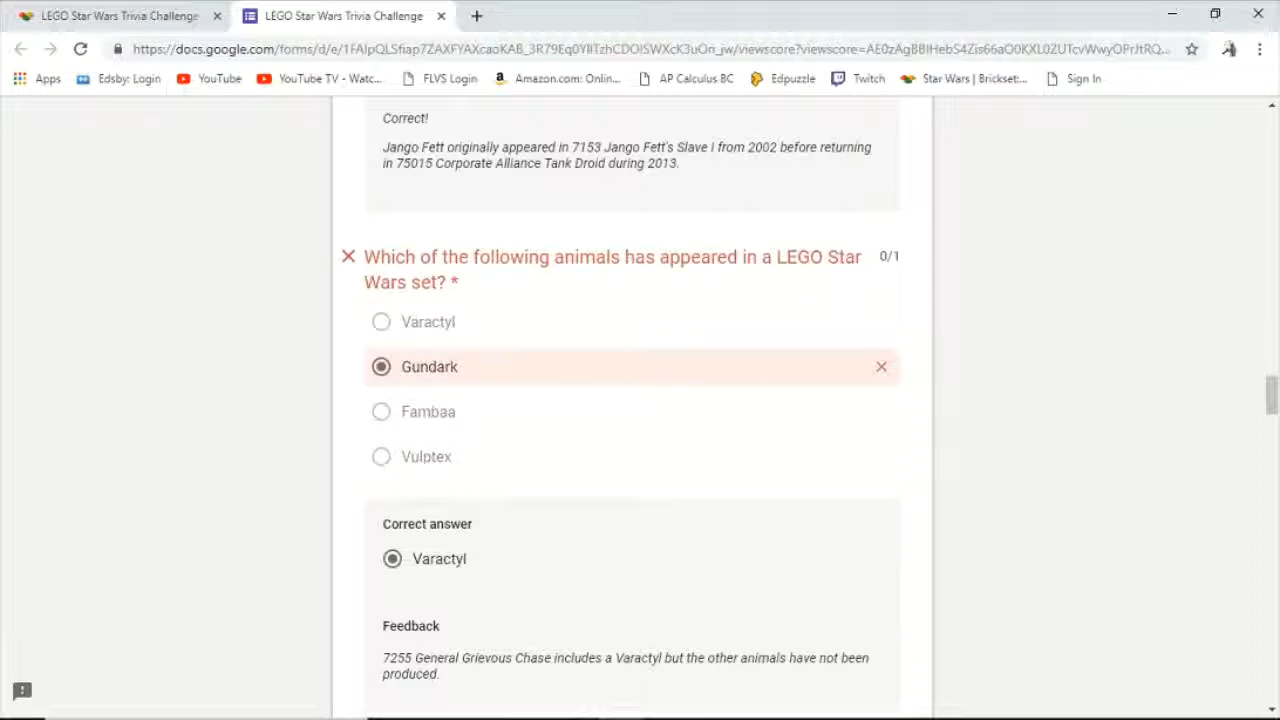 LEGO Star Wars Trivia Challenge
LEGO Star Wars Trivia Challenge
Apps
Edsby: Login
YouTube
YouTube TV - Watc...
FLVS Login
Amazon.com: Onlin...
AP Calculus BC
Edpuzzle
Twitch
Star Wars | Brickset:...
Sign In
Correct!
Jango Fett originally appeared in 7153 Jango Fett's Slave I from 2002 before returning
in 75015 Corporate Alliance Tank Droid during 2013.
Which of the following animals has appeared in a LEGO Star 0/1
Wars set? *
Varactyl
Gundark
Fambaa
Vulptex
Correct answer
Varactyl
Feedback
7255 General Grievous Chase includes a Varactyl but the other animals have not been
produced.